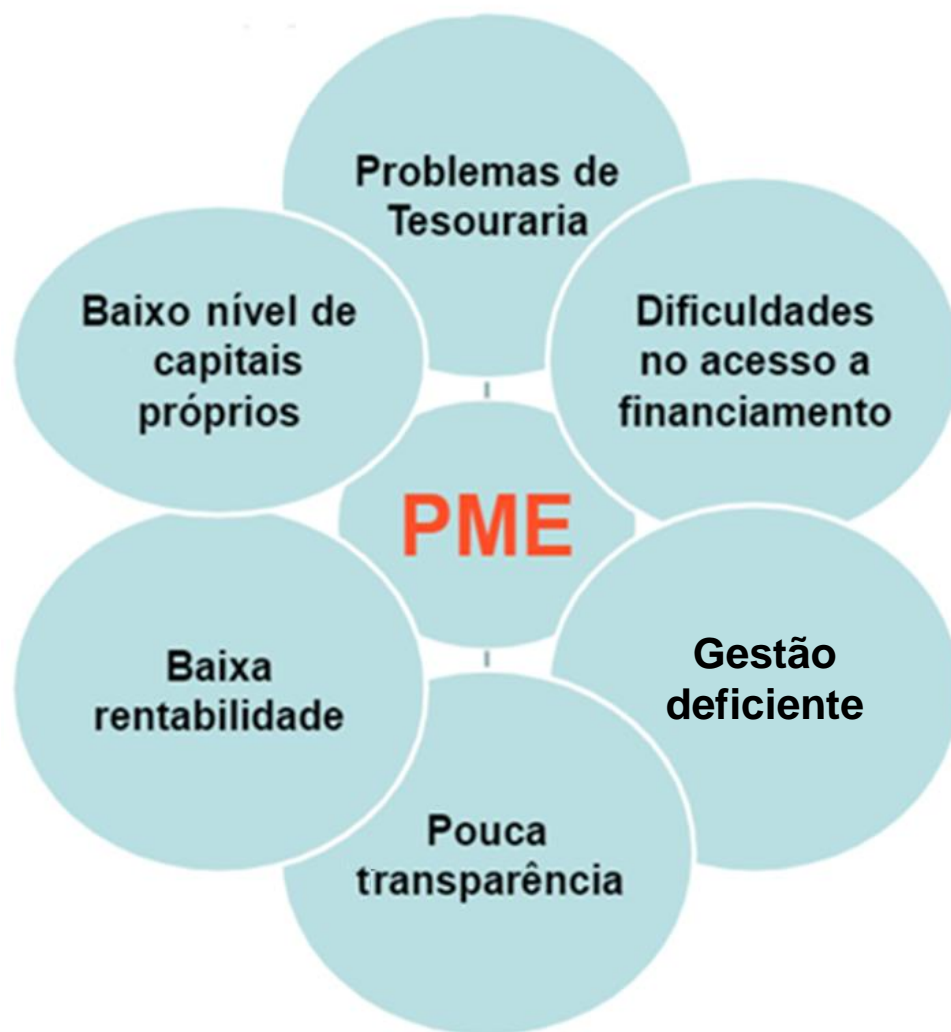 Problemas de
Tesouraria
Baixo nível de
capitais
próprios
Dificuldades
no acesso a
financiamento
PME
Baixa
rentabilidade
Gestão
deficiente
Pouca
transparência